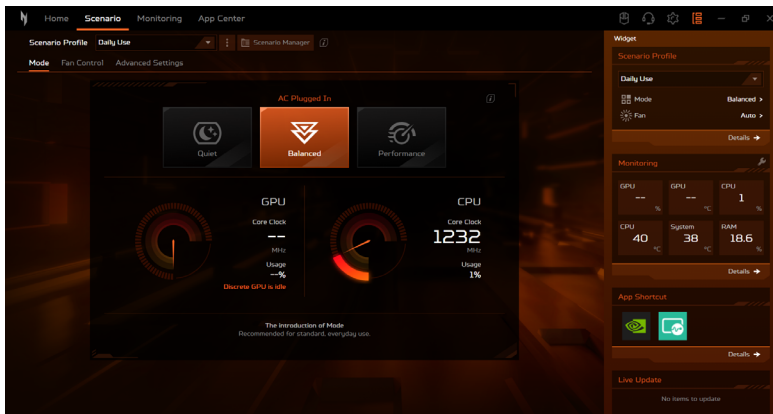 Home Scenario Monitoring App Center
Scenario Profile Daily Use Scenario Manager
Mode Fan Control Advanced Settings
AC Plugged In
Quiet Balanced Performance
GPU
Core Clock
--
MHz
Usage
--%
Discrete GPU is idle
CPU
Core Clock
1232
MHz
Usage
1%
The introduction of Mode
Recommended for standard, everyday use.
Widget
Scenario Profile
Daily Use
Mode Balanced >
Fan Auto >
Details →
Monitoring
GPU
-- %
GPU
-- °C
CPU
1 %
CPU
40 °C
System
38 °C
RAM
18.6 %
Details →
App Shortcut
Details →
Live Update
No items to update